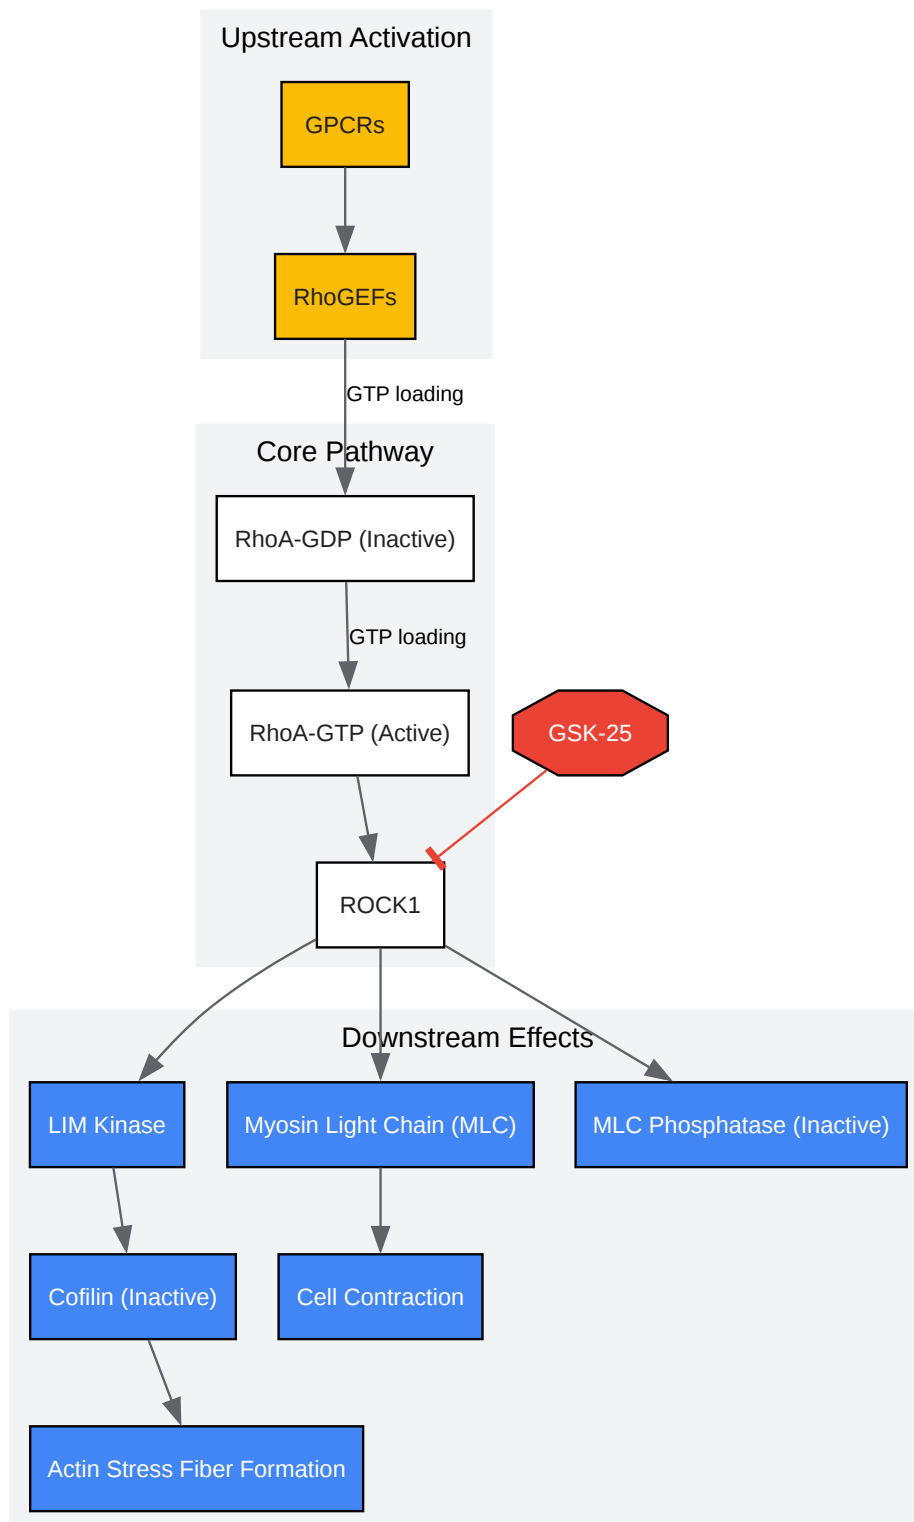 Upstream Activation
GPCRs
RhoGEFs
GTP loading
Core Pathway
RhoA-GDP (Inactive)
GTP loading
RhoA-GTP (Active)
GSK-25
ROCK1
Downstream Effects
LIM Kinase
Myosin Light Chain (MLC)
MLC Phosphatase (Inactive)
Cofilin (Inactive)
Cell Contraction
Actin Stress Fiber Formation